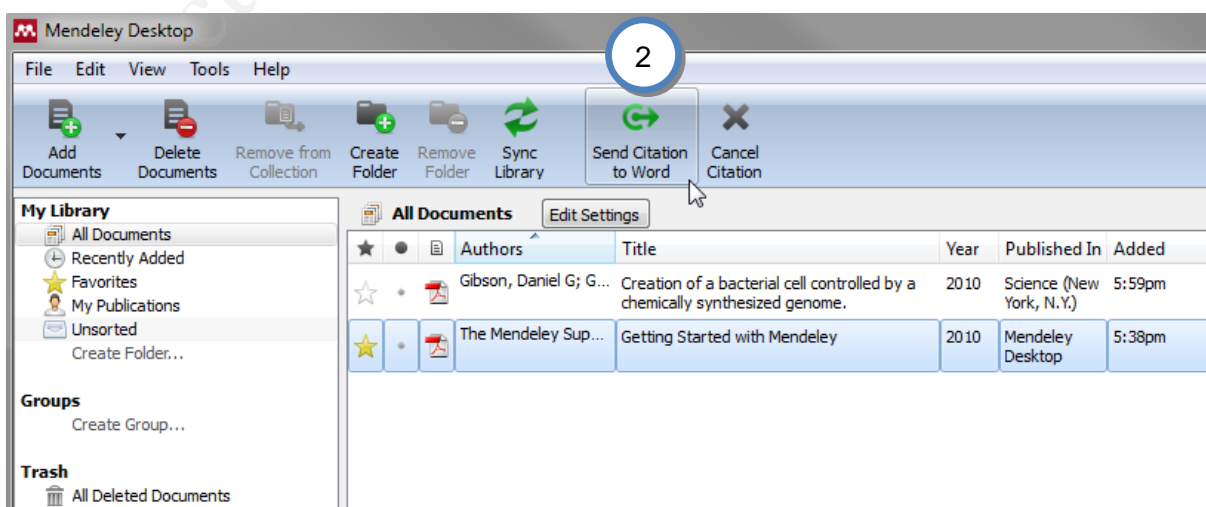 Mendeley Desktop
2
File Edit View Tools Help
Add Documents
Delete Documents
Remove from Collection
Create Folder
Remove Folder
Sync Library
Send Citation to Word
Cancel Citation
My Library
All Documents
Recently Added
Favorites
My Publications
Unsorted
Create Folder...
Groups
Create Group...
Trash
All Deleted Documents
All Documents Edit Settings
Authors Title Year Published In Added
Gibson, Daniel G; G... Creation of a bacterial cell controlled by a 2010 Science (New 5:59pm
chemically synthesized genome. York, N.Y.)
The Mendeley Sup... Getting Started with Mendeley 2010 Mendeley 5:38pm
Desktop